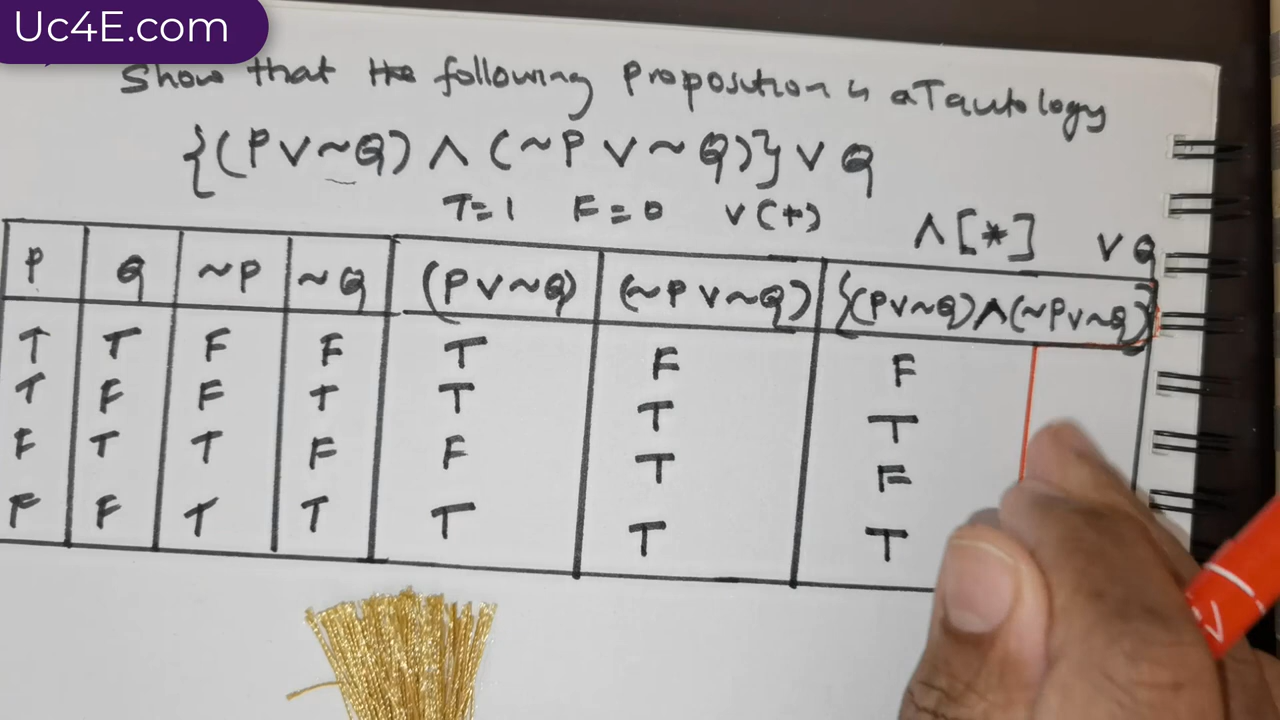 Uc4E.com
Show that the following Proposition is a Tautology
{(P∨~Q)∧(~P∨~Q)}∨Q
T=1 F=0 ∨(+) ∧[*] ∨Q
P Q ~P ~Q (P∨~Q) (~P∨~Q) {(P∨~Q)∧(~P∨~Q)}
T T F F T F F
T F F T T T T
F T T F F T F
F F T T T T T